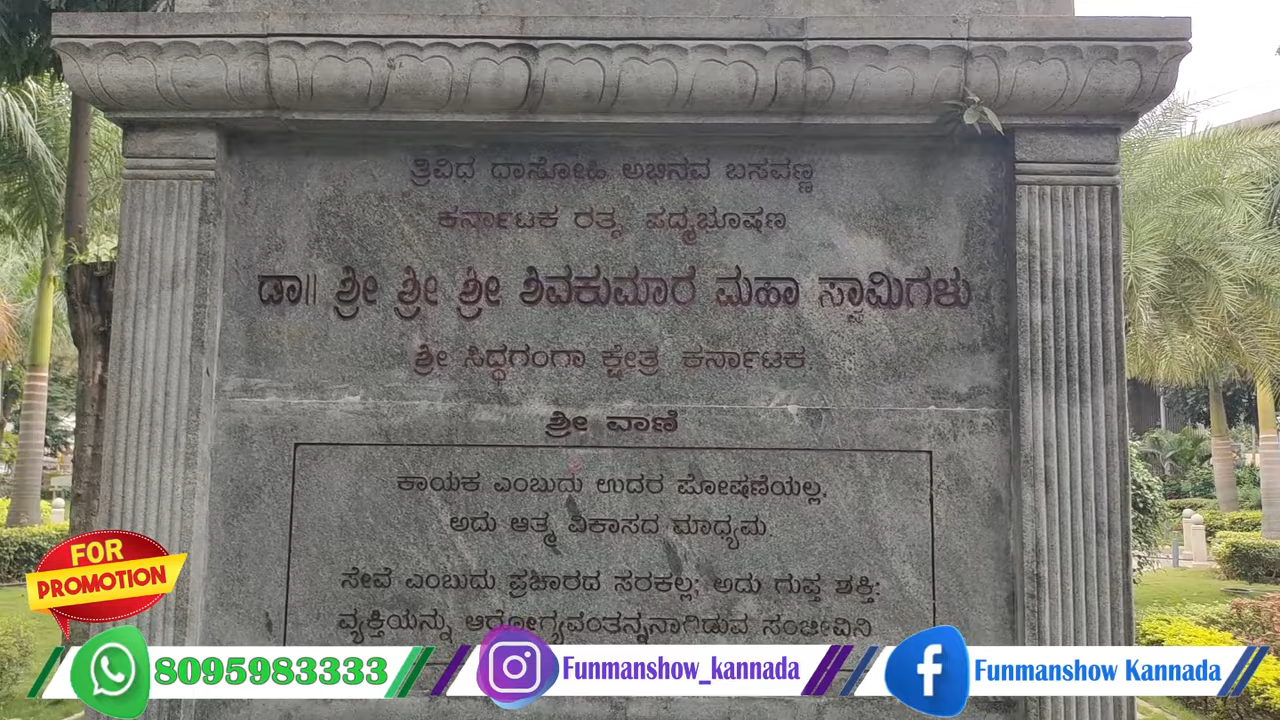 ತ್ರಿವಿಧ ದಾಸೋಹಿ ಅಭಿನವ ಬಸವಣ್ಣ
ಕರ್ನಾಟಕ ರತ್ನ ಪದ್ಮಭೂಷಣ
ಡಾ|| ಶ್ರೀ ಶ್ರೀ ಶ್ರೀ ಶಿವಕುಮಾರ ಮಹಾ ಸ್ವಾಮಿಗಳು
ಶ್ರೀ ಸಿದ್ಧಗಂಗಾ ಕ್ಷೇತ್ರ ಕರ್ನಾಟಕ
ಶ್ರೀ ವಾಣಿ
ಕಾಯಕ ಎಂಬುದು ಉದರ ಪೋಷಣೆಯಲ್ಲ.
ಅದು ಆತ್ಮ ವಿಕಾಸದ ಮಾಧ್ಯಮ
ಸೇವೆ ಎಂಬುದು ಪ್ರಚಾರದ ಸರಕಲ್ಲ; ಅದು ಗುಪ್ತ ಶಕ್ತಿ:
ವ್ಯಕ್ತಿಯನ್ನು ಆರೋಗ್ಯವಂತನ್ನನಾಗಿಡುವ ಸಂಜೀವಿನಿ
FOR
PROMOTION
8095983333
Funmanshow_kannada
Funmanshow Kannada